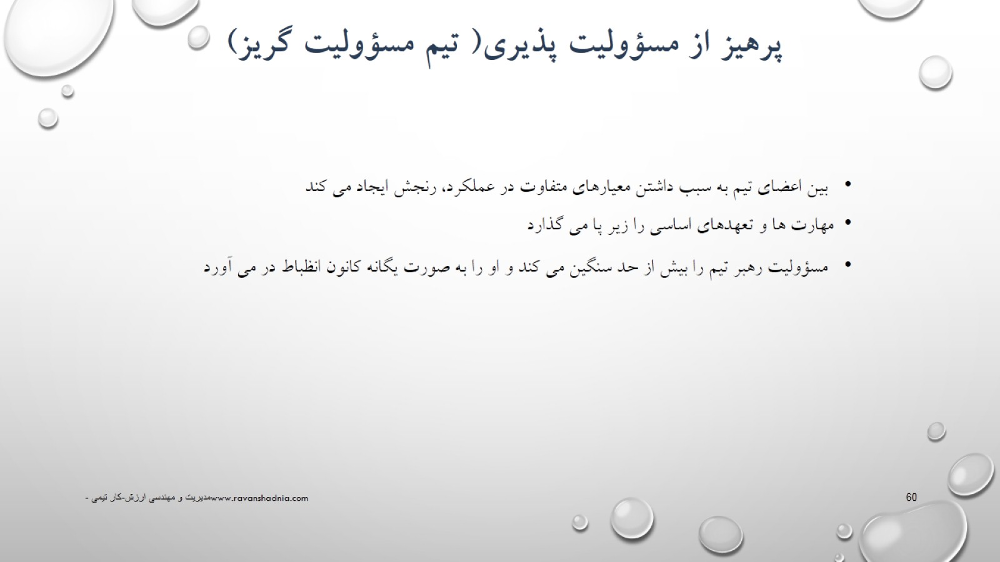 پرهیز از مسؤولیت پذیری( تیم مسؤولیت گریز)
• بین اعضای تیم به سبب داشتن معیارهای متفاوت در عملکرد، رنجش ایجاد می کند
• مهارت ها و تعهدهای اساسی را زیر پا می گذارد
• مسؤولیت رهبر تیم را بیش از حد سنگین می کند و او را به صورت یگانه کانون انظباط در می آورد
مدیریت و مهندسی ارزش-کار تیمی - www.ravanshadnia.com
60